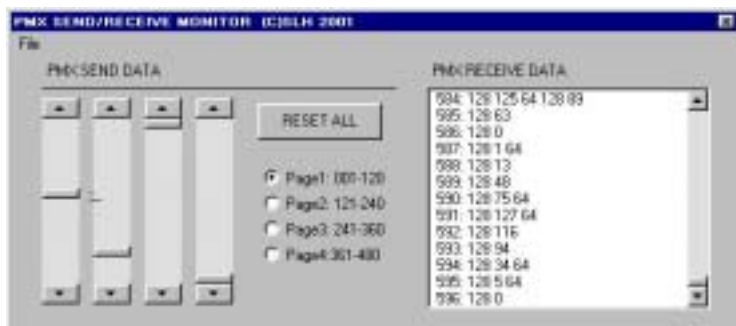 PMX SEND/RECEIVE MONITOR (C)SLH 2001
File
PMX SEND DATA
RESET ALL
Page1: 001-120
Page2: 121-240
Page3: 241-360
Page4:361-480
PMX RECEIVE DATA
584: 128 125 64 128 89
585: 128 63
586: 128 0
587: 128 1 64
588: 128 13
589: 128 48
590: 128 75 64
591: 128 127 64
592: 128 116
593: 128 94
594: 128 34 64
595: 128 5 64
596: 128 0